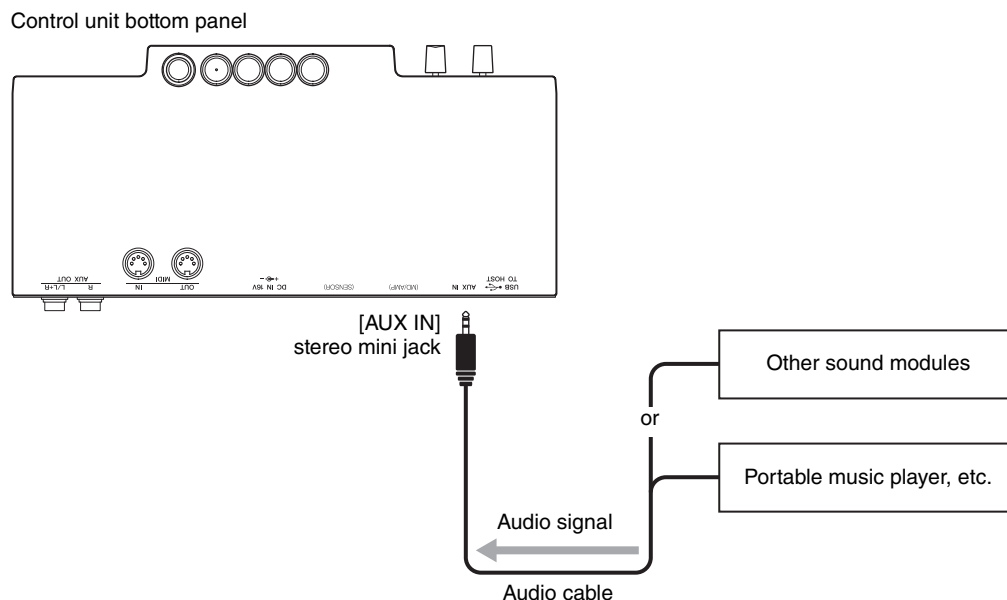 Control unit bottom panel
AUX OUT
L/L+R
R
MIDI
IN
OUT
DC IN 16V
+ -
(SENSOR)
(MD/AMP)
AUX IN
USB
TO HOST
[AUX IN]
stereo mini jack
Other sound modules
or
Portable music player, etc.
Audio signal
Audio cable